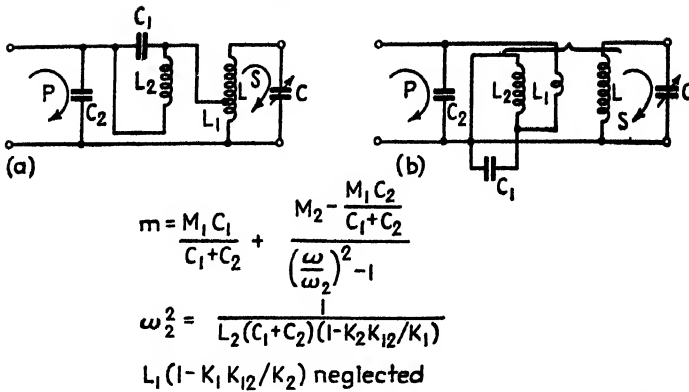 C₁
P
C₂
L₂
L₁
L
S
C
(a)
P
C₂
L₂
L₁
L
S
C
C₁
(b)
m = M₁C₁/(C₁+C₂) + (M₂ - M₁C₂/(C₁+C₂))/((ω/ω₂)² - 1)
ω₂² = 1/(L₂(C₁+C₂)(1-K₂K₁₂/K₁))
L₁(1-K₁K₁₂/K₂) neglected